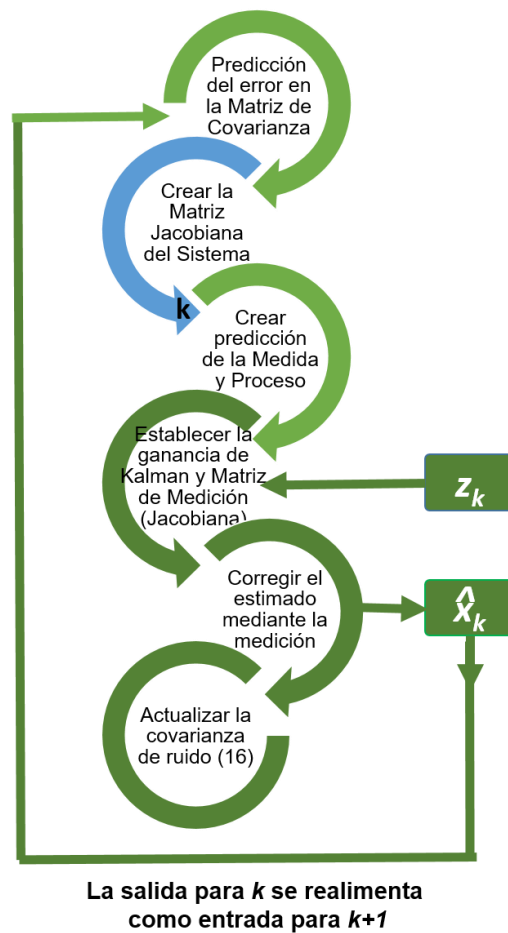 Predicción
del error en
la Matriz de
Covarianza
Crear la
Matriz
Jacobiana
del Sistema
k
Crear
predicción
de la Medida
y Proceso
Establecer la
ganancia de
Kalman y Matriz
de Medición
(Jacobiana)
z_k
Corregir el
estimado
mediante la
medición
x̂_k
Actualizar la
covarianza
de ruido (16)
La salida para k se realimenta
como entrada para k+1